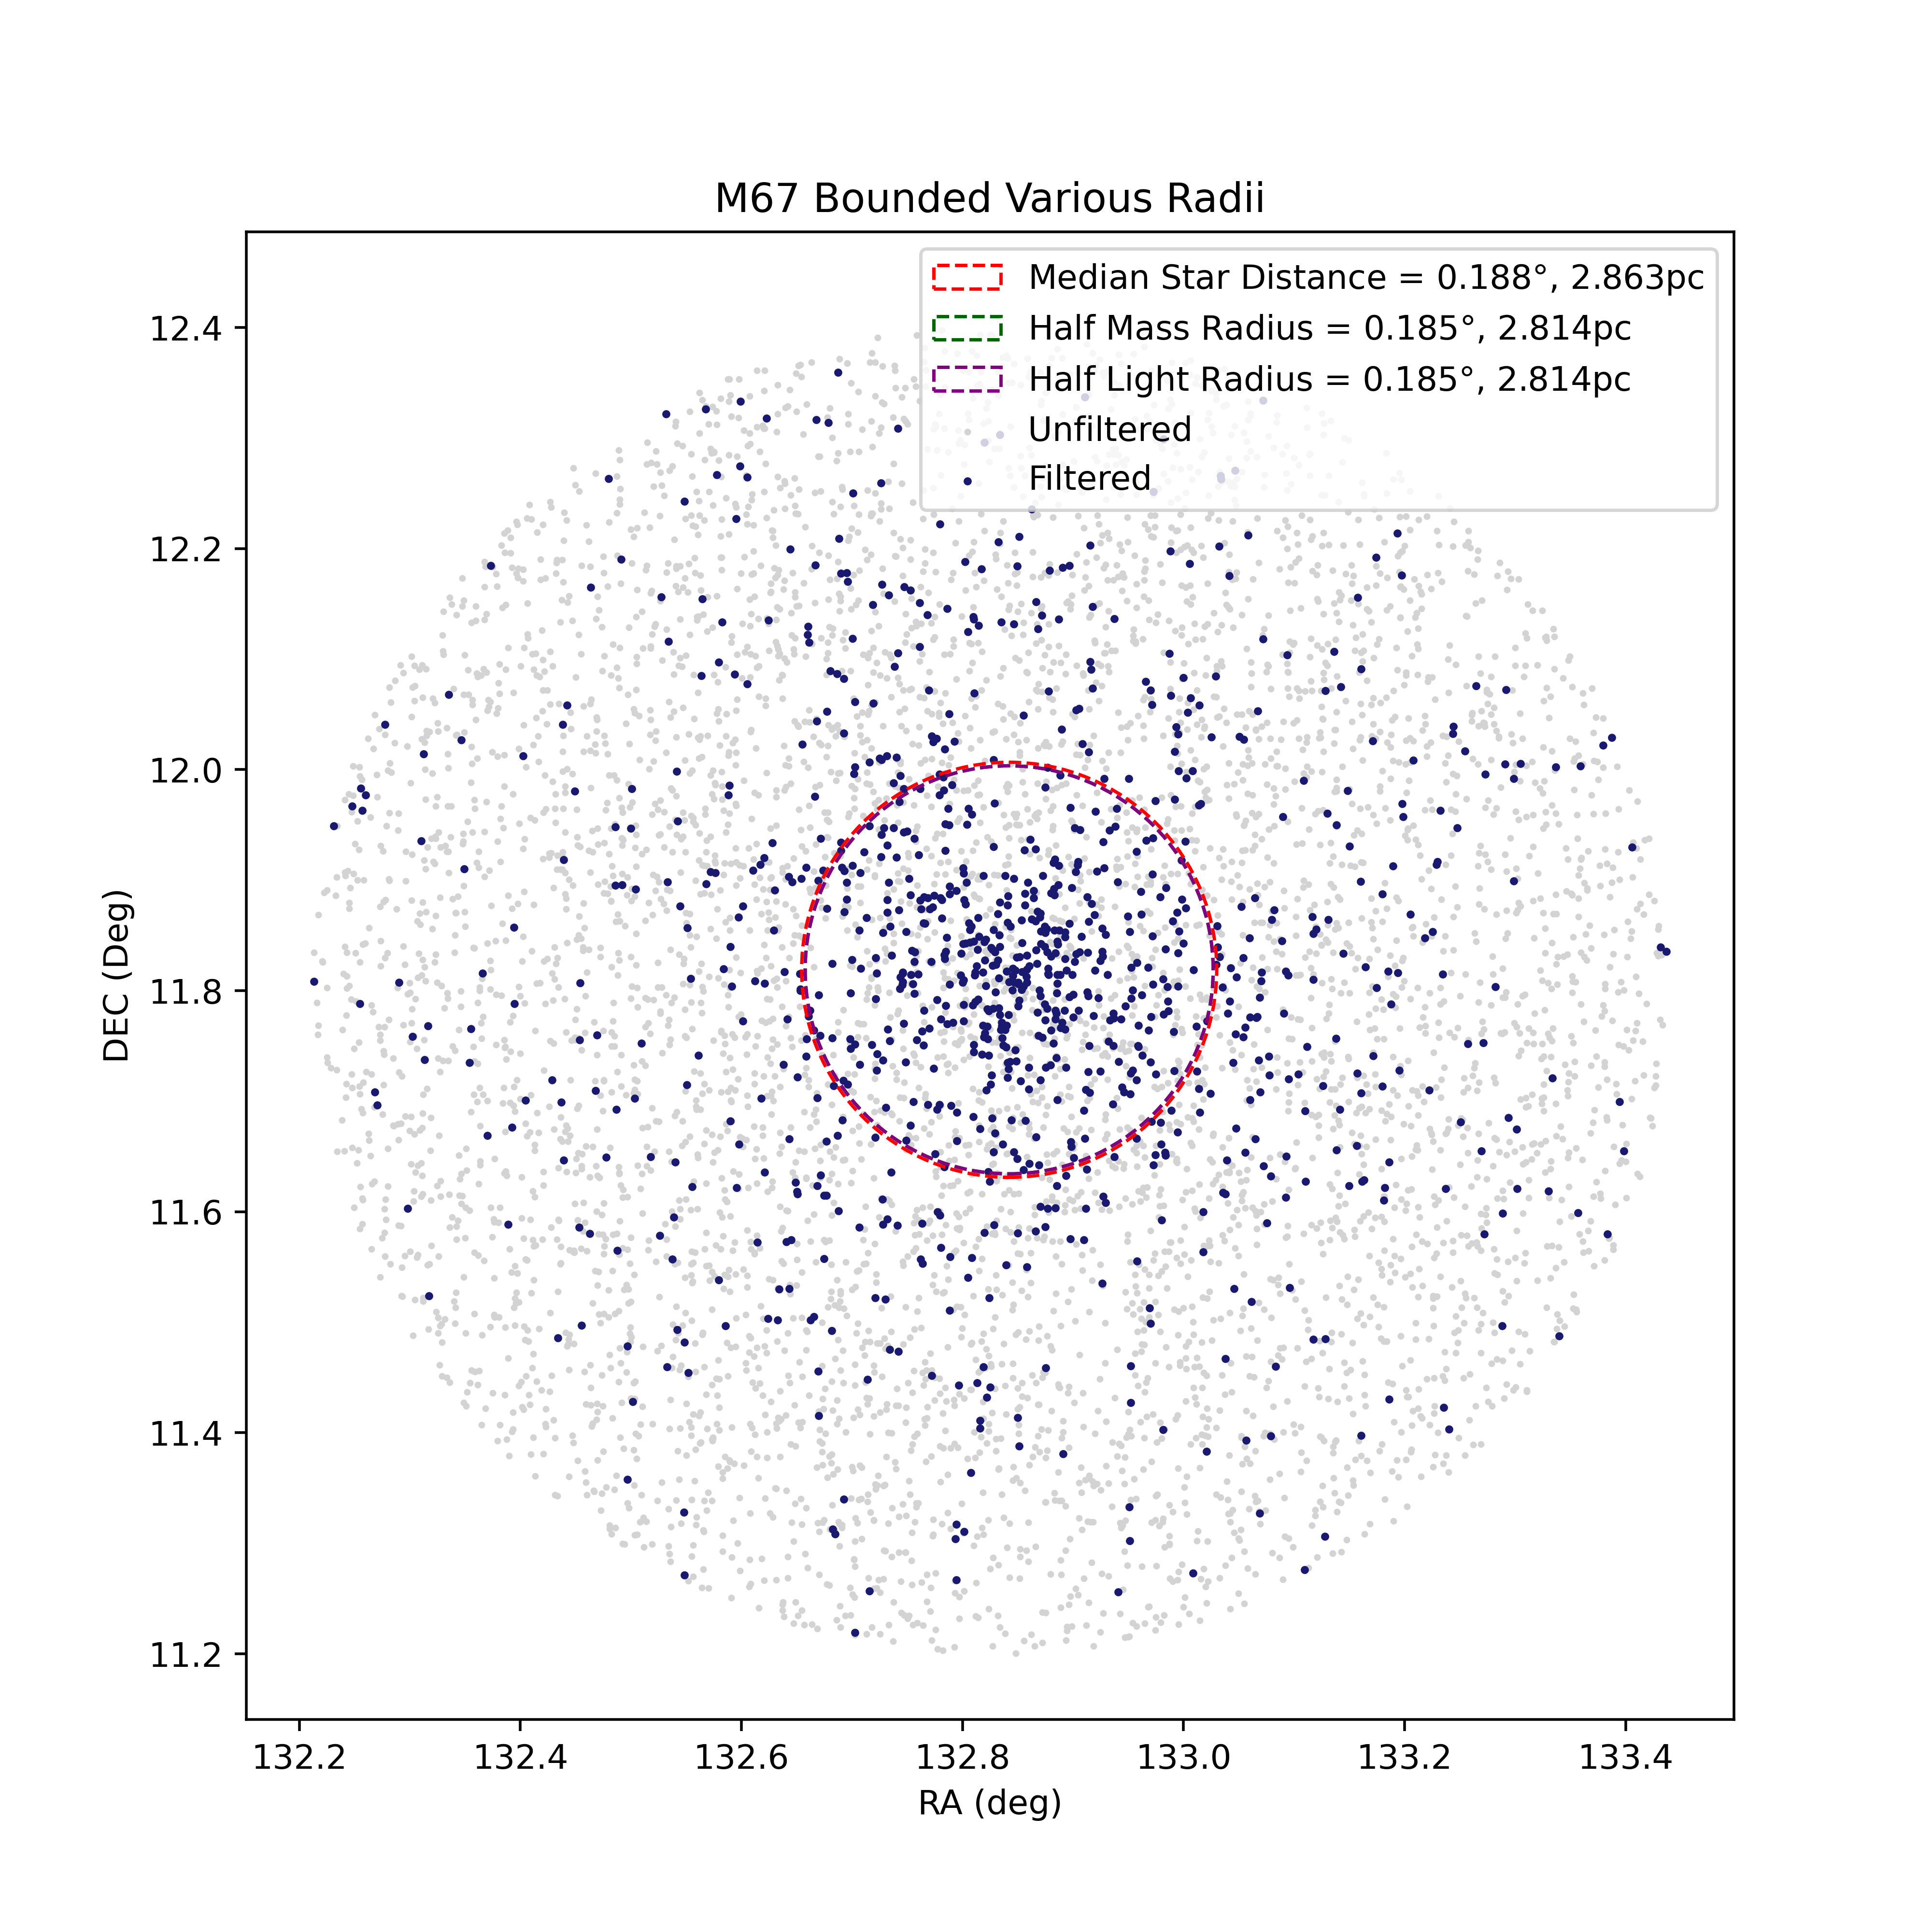 M67 Bounded Various Radii
Median Star Distance = 0.188°, 2.863pc
Half Mass Radius = 0.185°, 2.814pc
Half Light Radius = 0.185°, 2.814pc
Unfiltered
Filtered
12.4
12.2
12.0
11.8
11.6
11.4
11.2
DEC (Deg)
132.2 132.4 132.6 132.8 133.0 133.2 133.4
RA (deg)